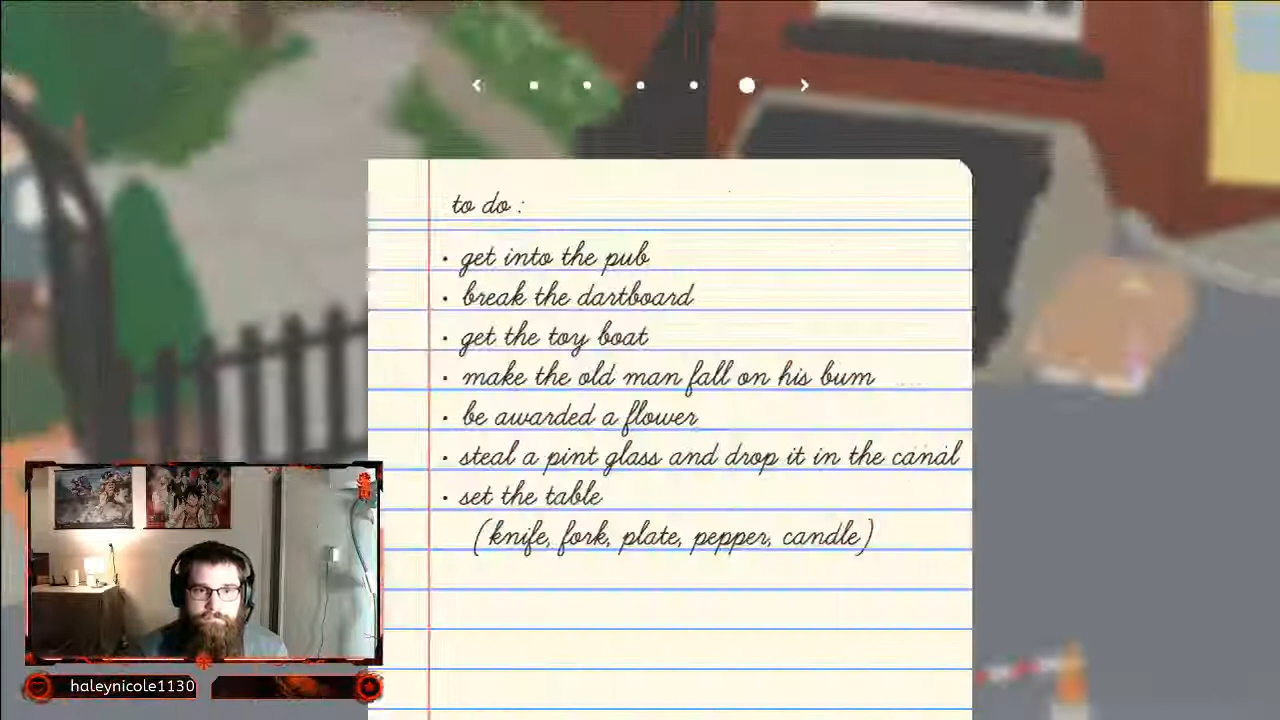 to do :
• get into the pub
• break the dartboard
• get the toy boat
• make the old man fall on his bum
• be awarded a flower
• steal a pint glass and drop it in the canal
• set the table
(knife, fork, plate, pepper, candle)
haleynicole1130